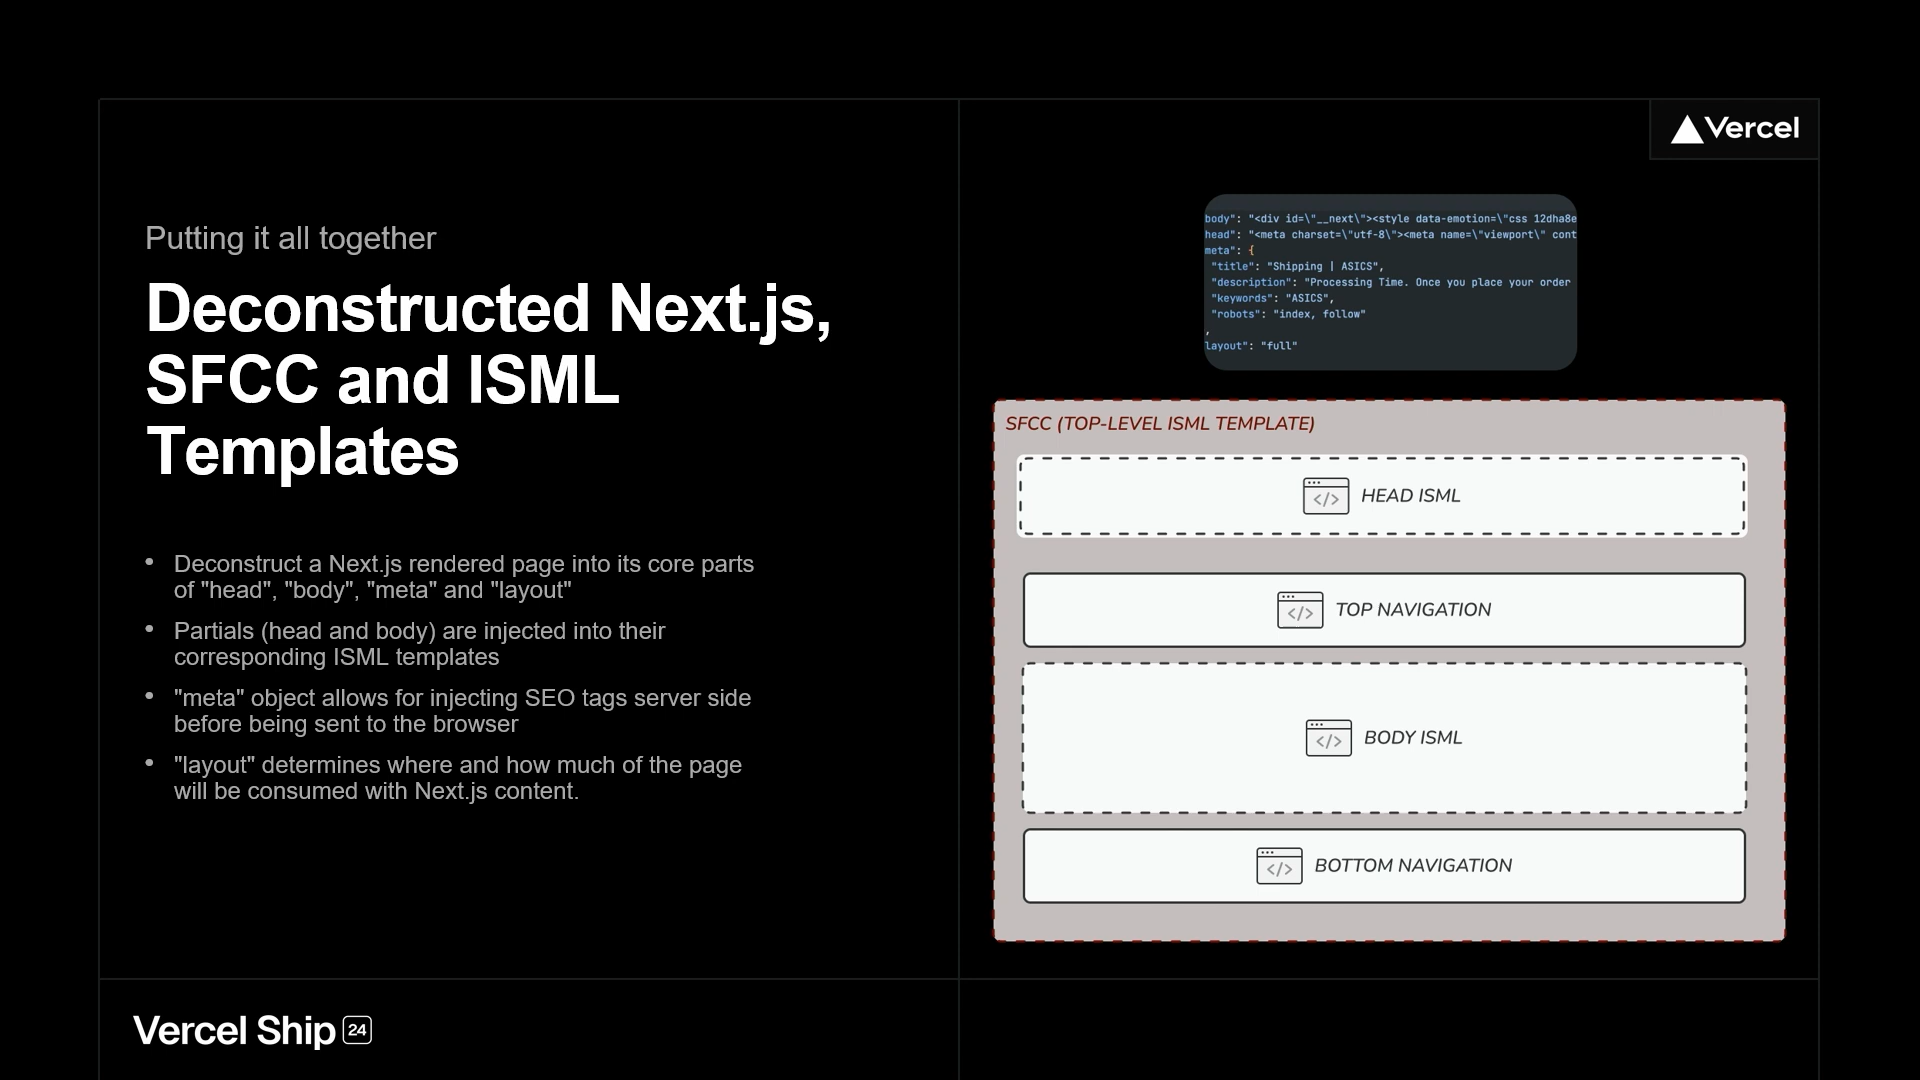 Vercel
Putting it all together
Deconstructed Next.js,
SFCC and ISML
Templates
• Deconstruct a Next.js rendered page into its core parts
of "head", "body", "meta" and "layout"
• Partials (head and body) are injected into their
corresponding ISML templates
• "meta" object allows for injecting SEO tags server side
before being sent to the browser
• "layout" determines where and how much of the page
will be consumed with Next.js content.
body": "<div id=\"__next\"><style data-emotion=\"css 12dha8e
head": "<meta charset=\"utf-8\"><meta name=\"viewport\" cont
meta": {
"title": "Shipping | ASICS",
"description": "Processing Time. Once you place your order
"keywords": "ASICS",
"robots": "index, follow"
,
layout": "full"
SFCC (TOP-LEVEL ISML TEMPLATE)
</> HEAD ISML
</> TOP NAVIGATION
</> BODY ISML
</> BOTTOM NAVIGATION
Vercel Ship 24